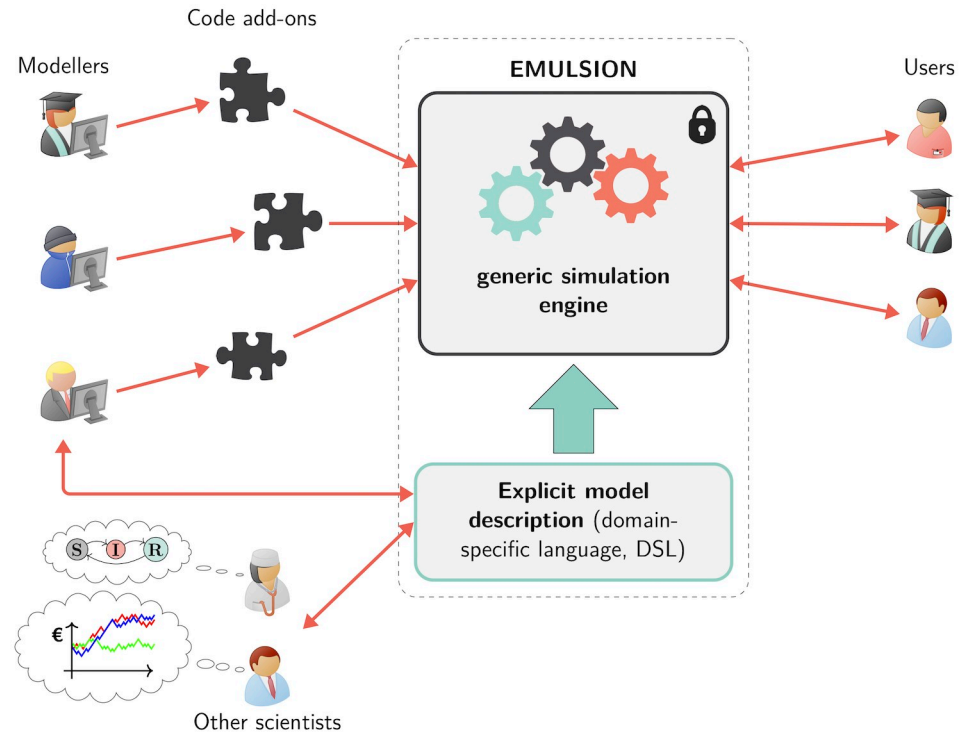 Code add-ons
Modellers
EMULSION
Users
generic simulation
engine
Explicit model
description (domain-
specific language, DSL)
S I R
€
Other scientists